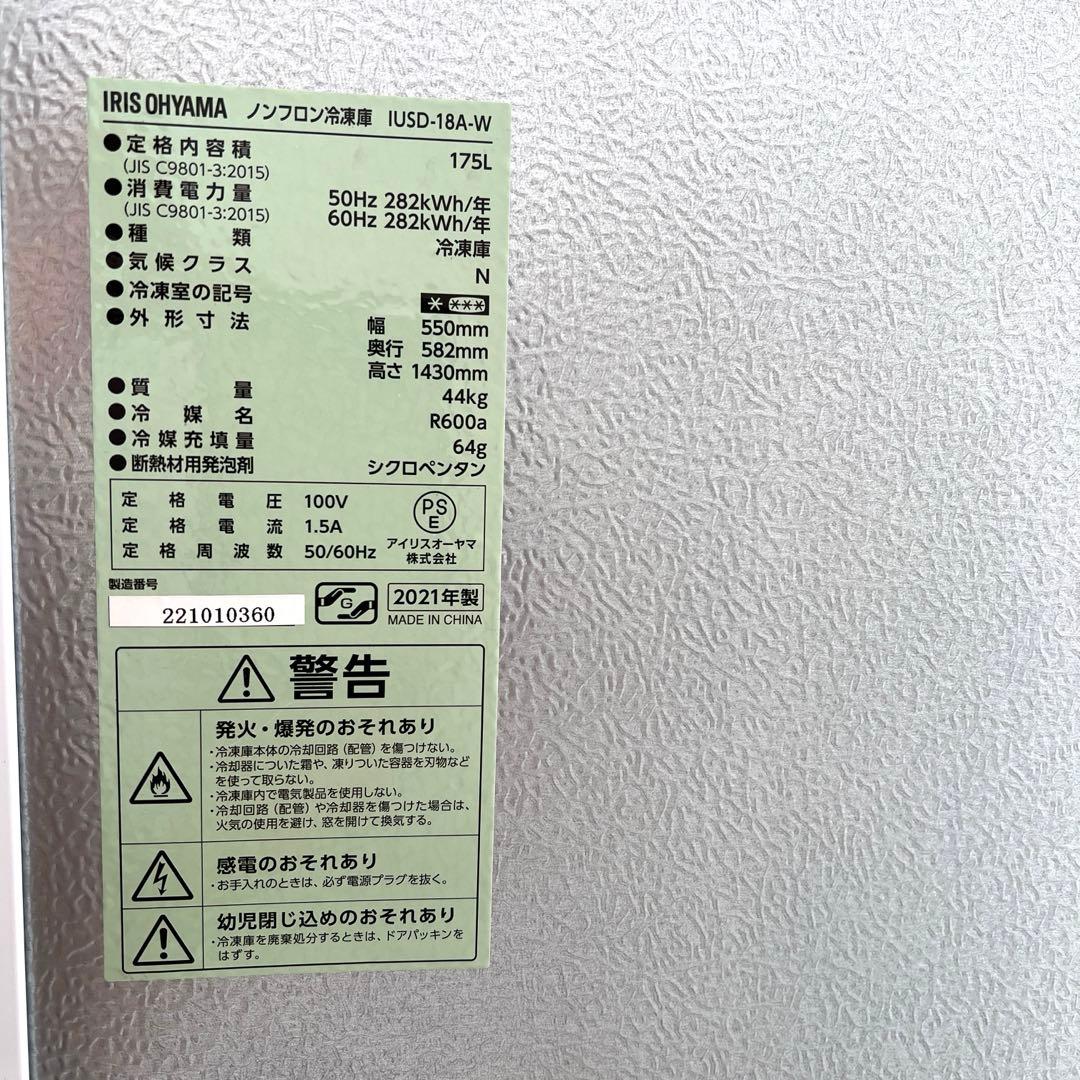 IRIS OHYAMA ノンフロン冷凍庫 IUSD-18A-W
●定格内容積 175L
(JIS C9801-3:2015)
●消費電力量 50Hz 282kWh/年
(JIS C9801-3:2015) 60Hz 282kWh/年
●種類 冷凍庫
●気候クラス N
●冷凍室の記号 * ***
●外形寸法 幅 550mm
奥行 582mm
高さ 1430mm
●質量 44kg
●冷媒名 R600a
●冷媒充填量 64g
●断熱材用発泡剤 シクロペンタン
定格電圧 100V
定格電流 1.5A
定格周波数 50/60Hz
PS
E
アイリスオーヤマ
株式会社
製造番号
221010360
G
2021年製
MADE IN CHINA
警告
発火・爆発のおそれあり
・冷凍庫本体の冷却回路(配管)を傷つけない。
・冷却器についた霜や、凍りついた容器を刃物など
を使って取らない。
・冷凍庫内で電気製品を使用しない。
・冷却回路(配管)や冷却器を傷つけた場合は、
火気の使用を避け、窓を開けて換気する。
感電のおそれあり
・お手入れのときは、必ず電源プラグを抜く。
幼児閉じ込めのおそれあり
・冷凍庫を廃棄処分するときは、ドアパッキンを
はずす。